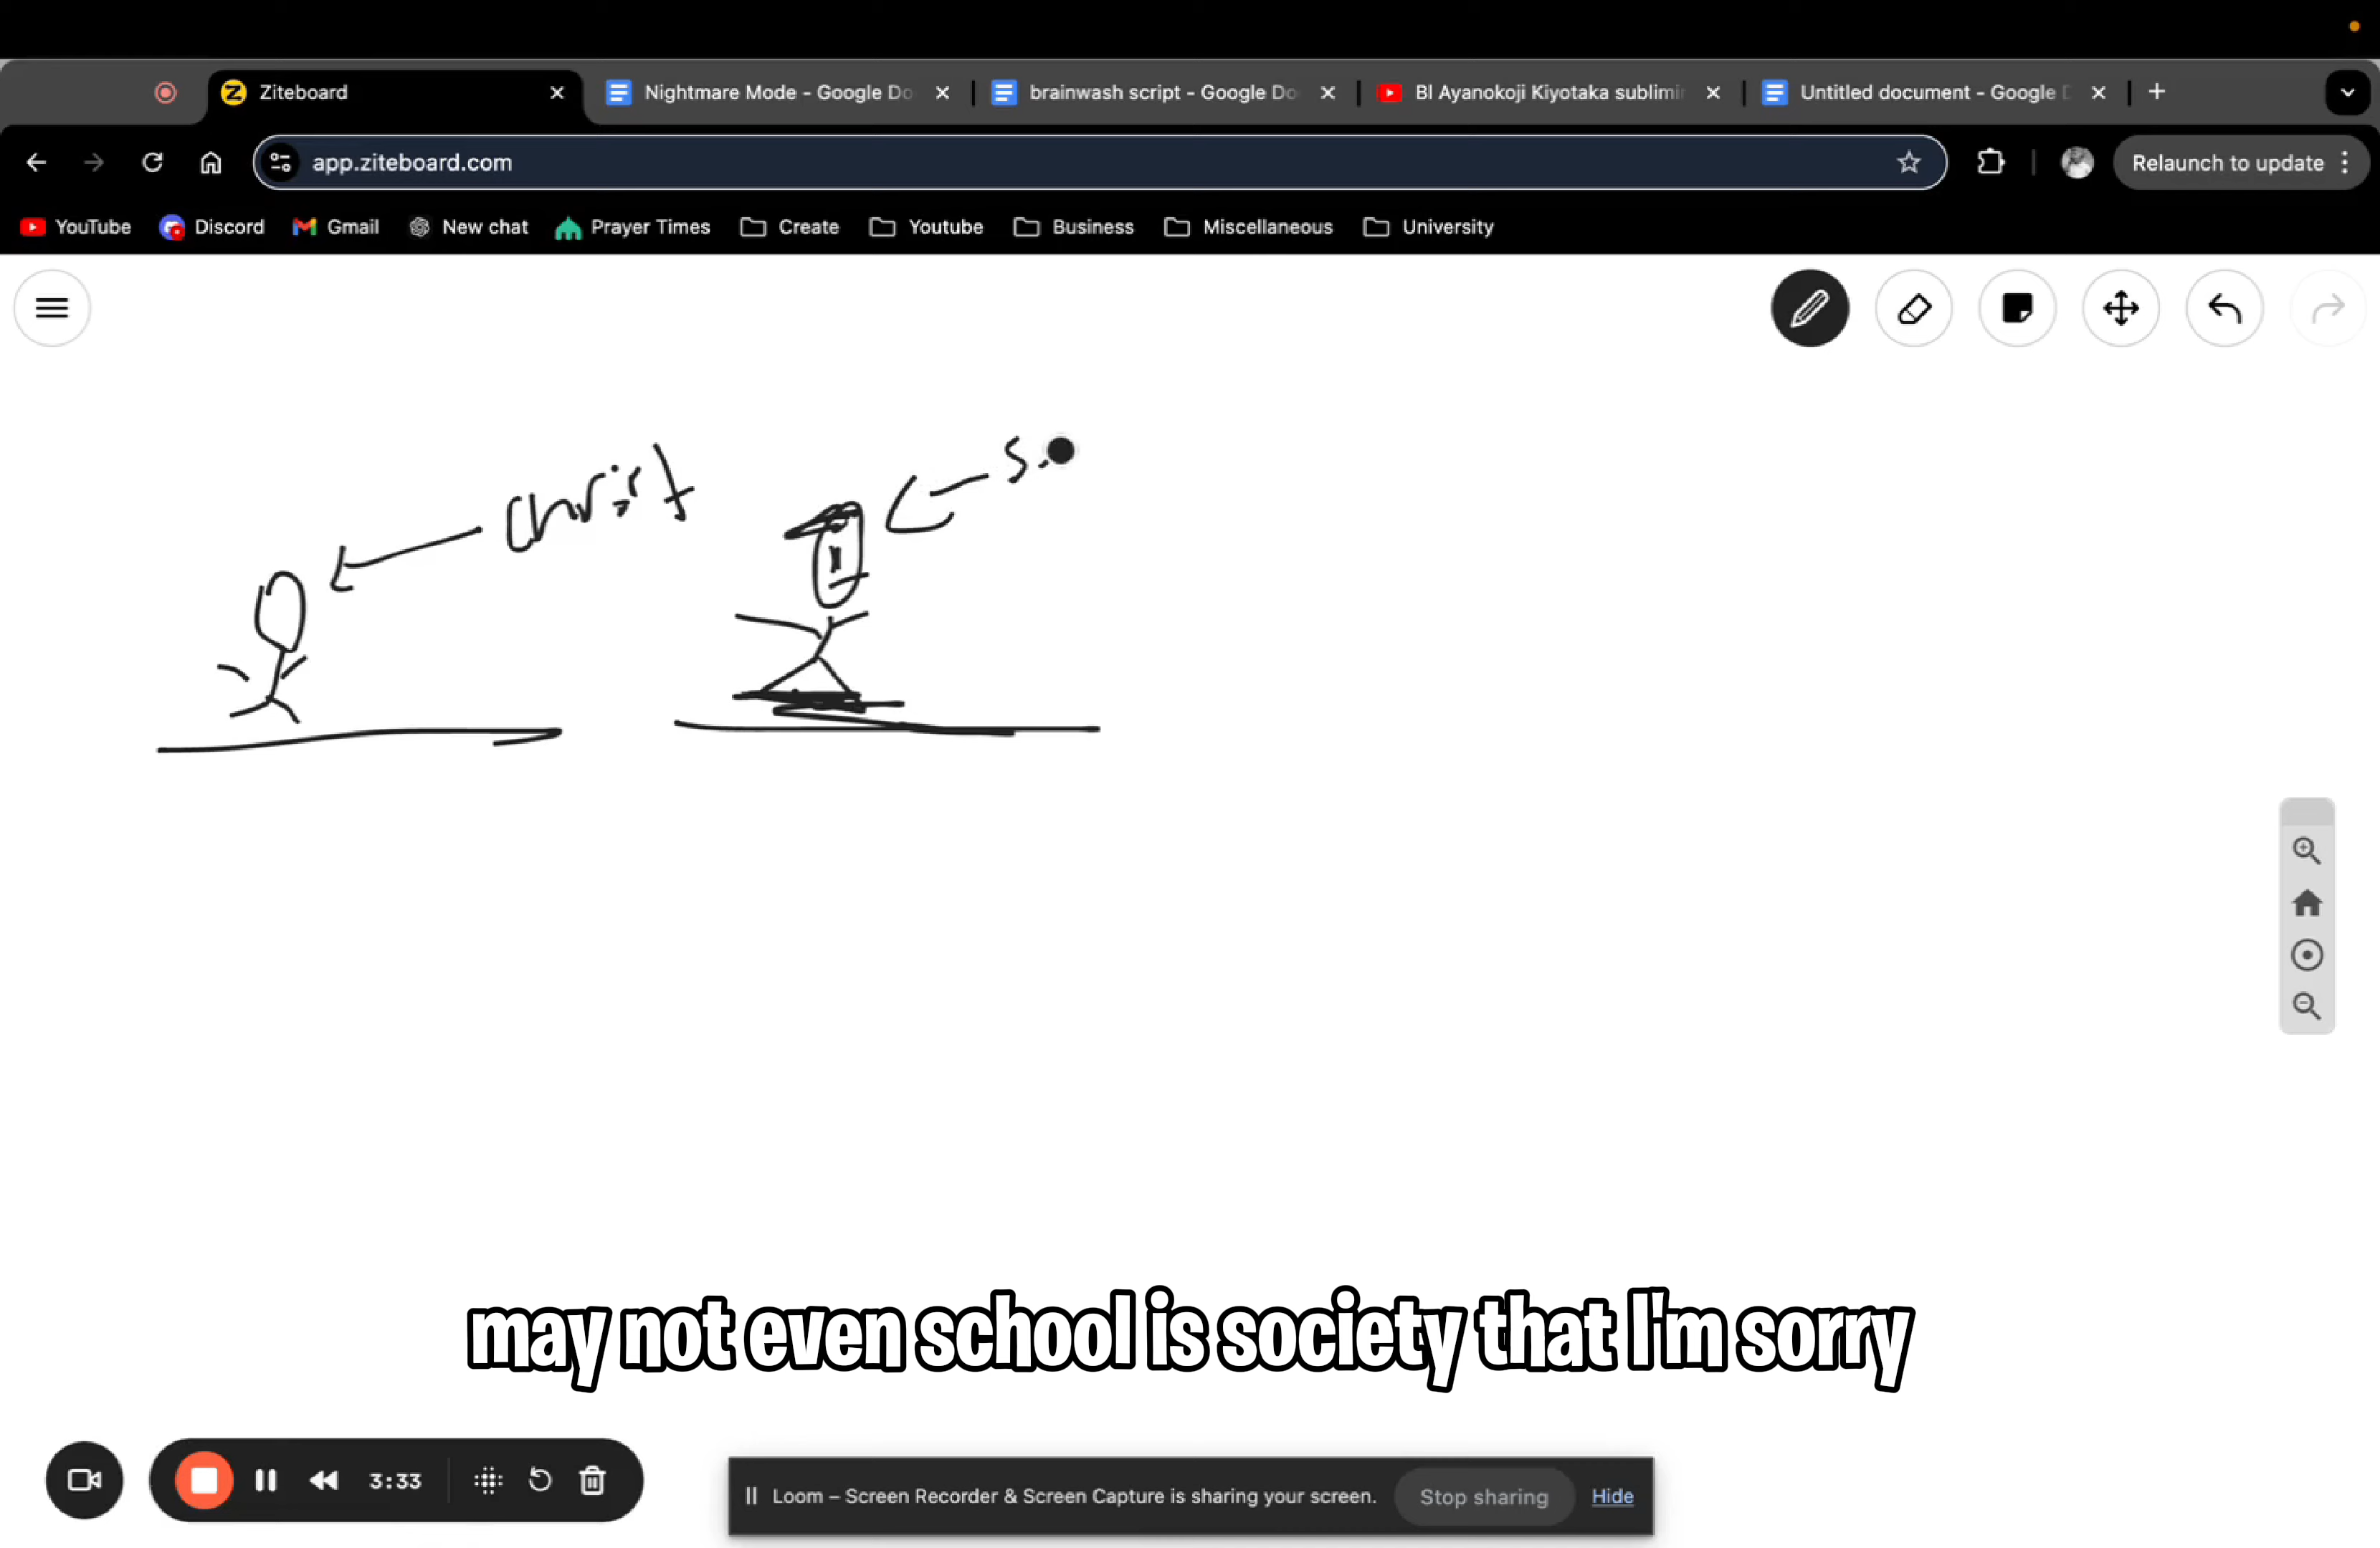 Ziteboard
Nightmare Mode - Google Do
brainwash script - Google Do
BI Ayanokoji Kiyotaka sublimin
Untitled document - Google D
app.ziteboard.com
Relaunch to update
YouTube
Discord
Gmail
New chat
Prayer Times
Create
Youtube
Business
Miscellaneous
University
christ
s
may not even school is society that I'm sorry
3:33
Loom – Screen Recorder & Screen Capture is sharing your screen.
Stop sharing
Hide